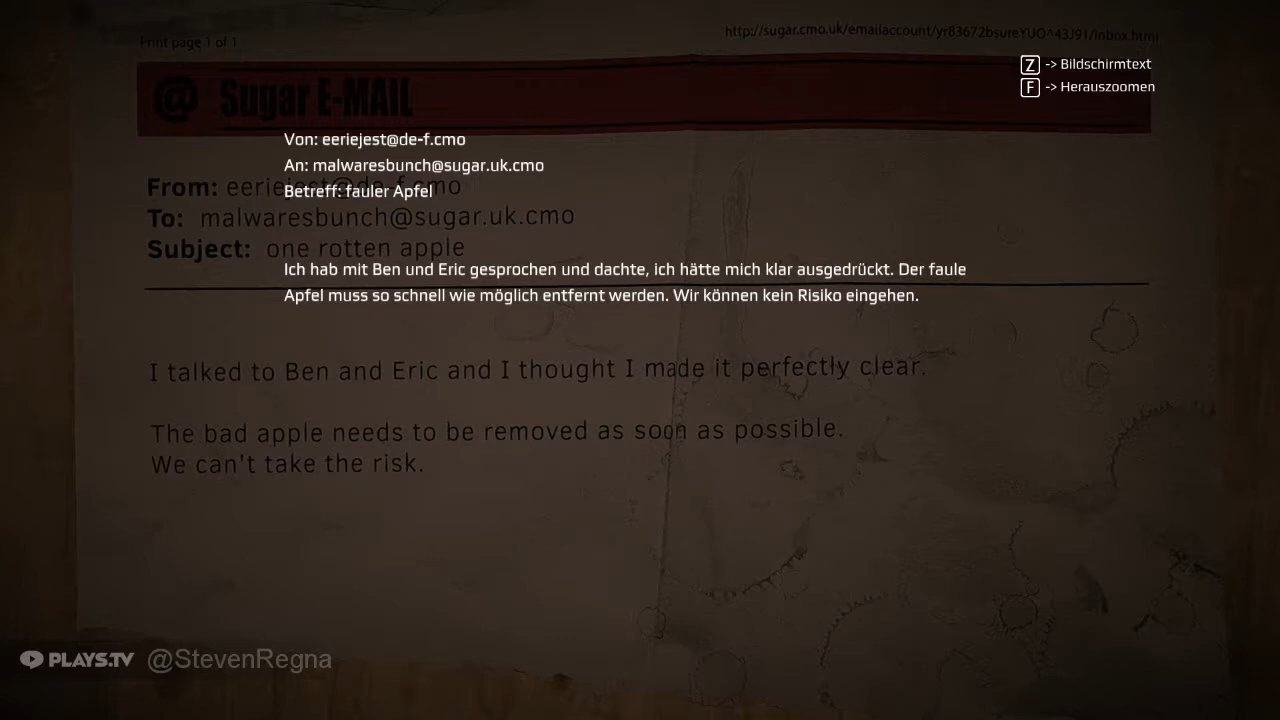 Print page 1 of 1
http://sugar.cmo.uk/emailaccount/yr83672bsureYUO^43J91/inbox.html
Z -> Bildschirmtext
F -> Herauszoomen
@ Sugar E-MAIL
Von: eeriejest@de-f.cmo
An: malwaresbunch@sugar.uk.cmo
Betreff: fauler Apfel
From: eeriejest@de-f.cmo
To: malwaresbunch@sugar.uk.cmo
Subject: one rotten apple
Ich hab mit Ben und Eric gesprochen und dachte, ich hätte mich klar ausgedrückt. Der faule
Apfel muss so schnell wie möglich entfernt werden. Wir können kein Risiko eingehen.
I talked to Ben and Eric and I thought I made it perfectly clear.
The bad apple needs to be removed as soon as possible.
We can't take the risk.
PLAYS.TV @StevenRegna